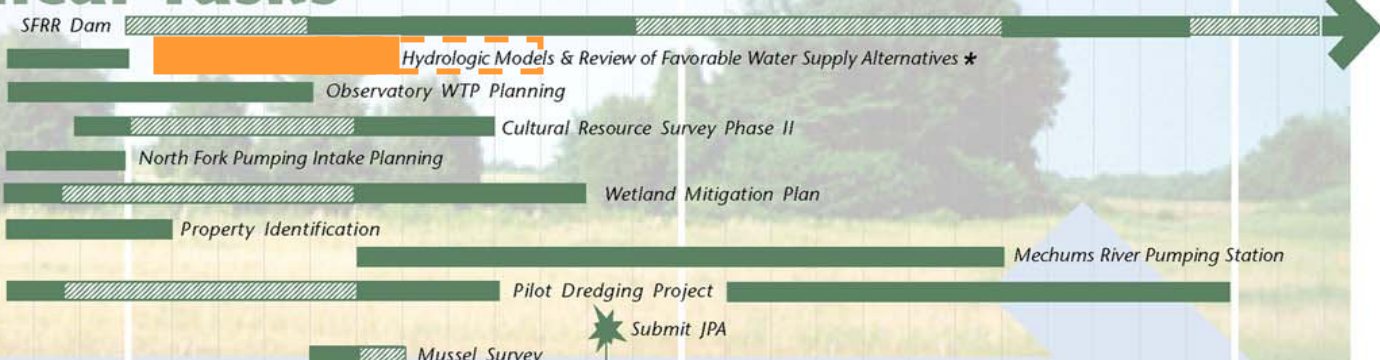 SFRR Dam
Hydrologic Models & Review of Favorable Water Supply Alternatives *
Observatory WTP Planning
Cultural Resource Survey Phase II
North Fork Pumping Intake Planning
Wetland Mitigation Plan
Property Identification
Mechums River Pumping Station
Pilot Dredging Project
Submit JPA
Mussel Survey